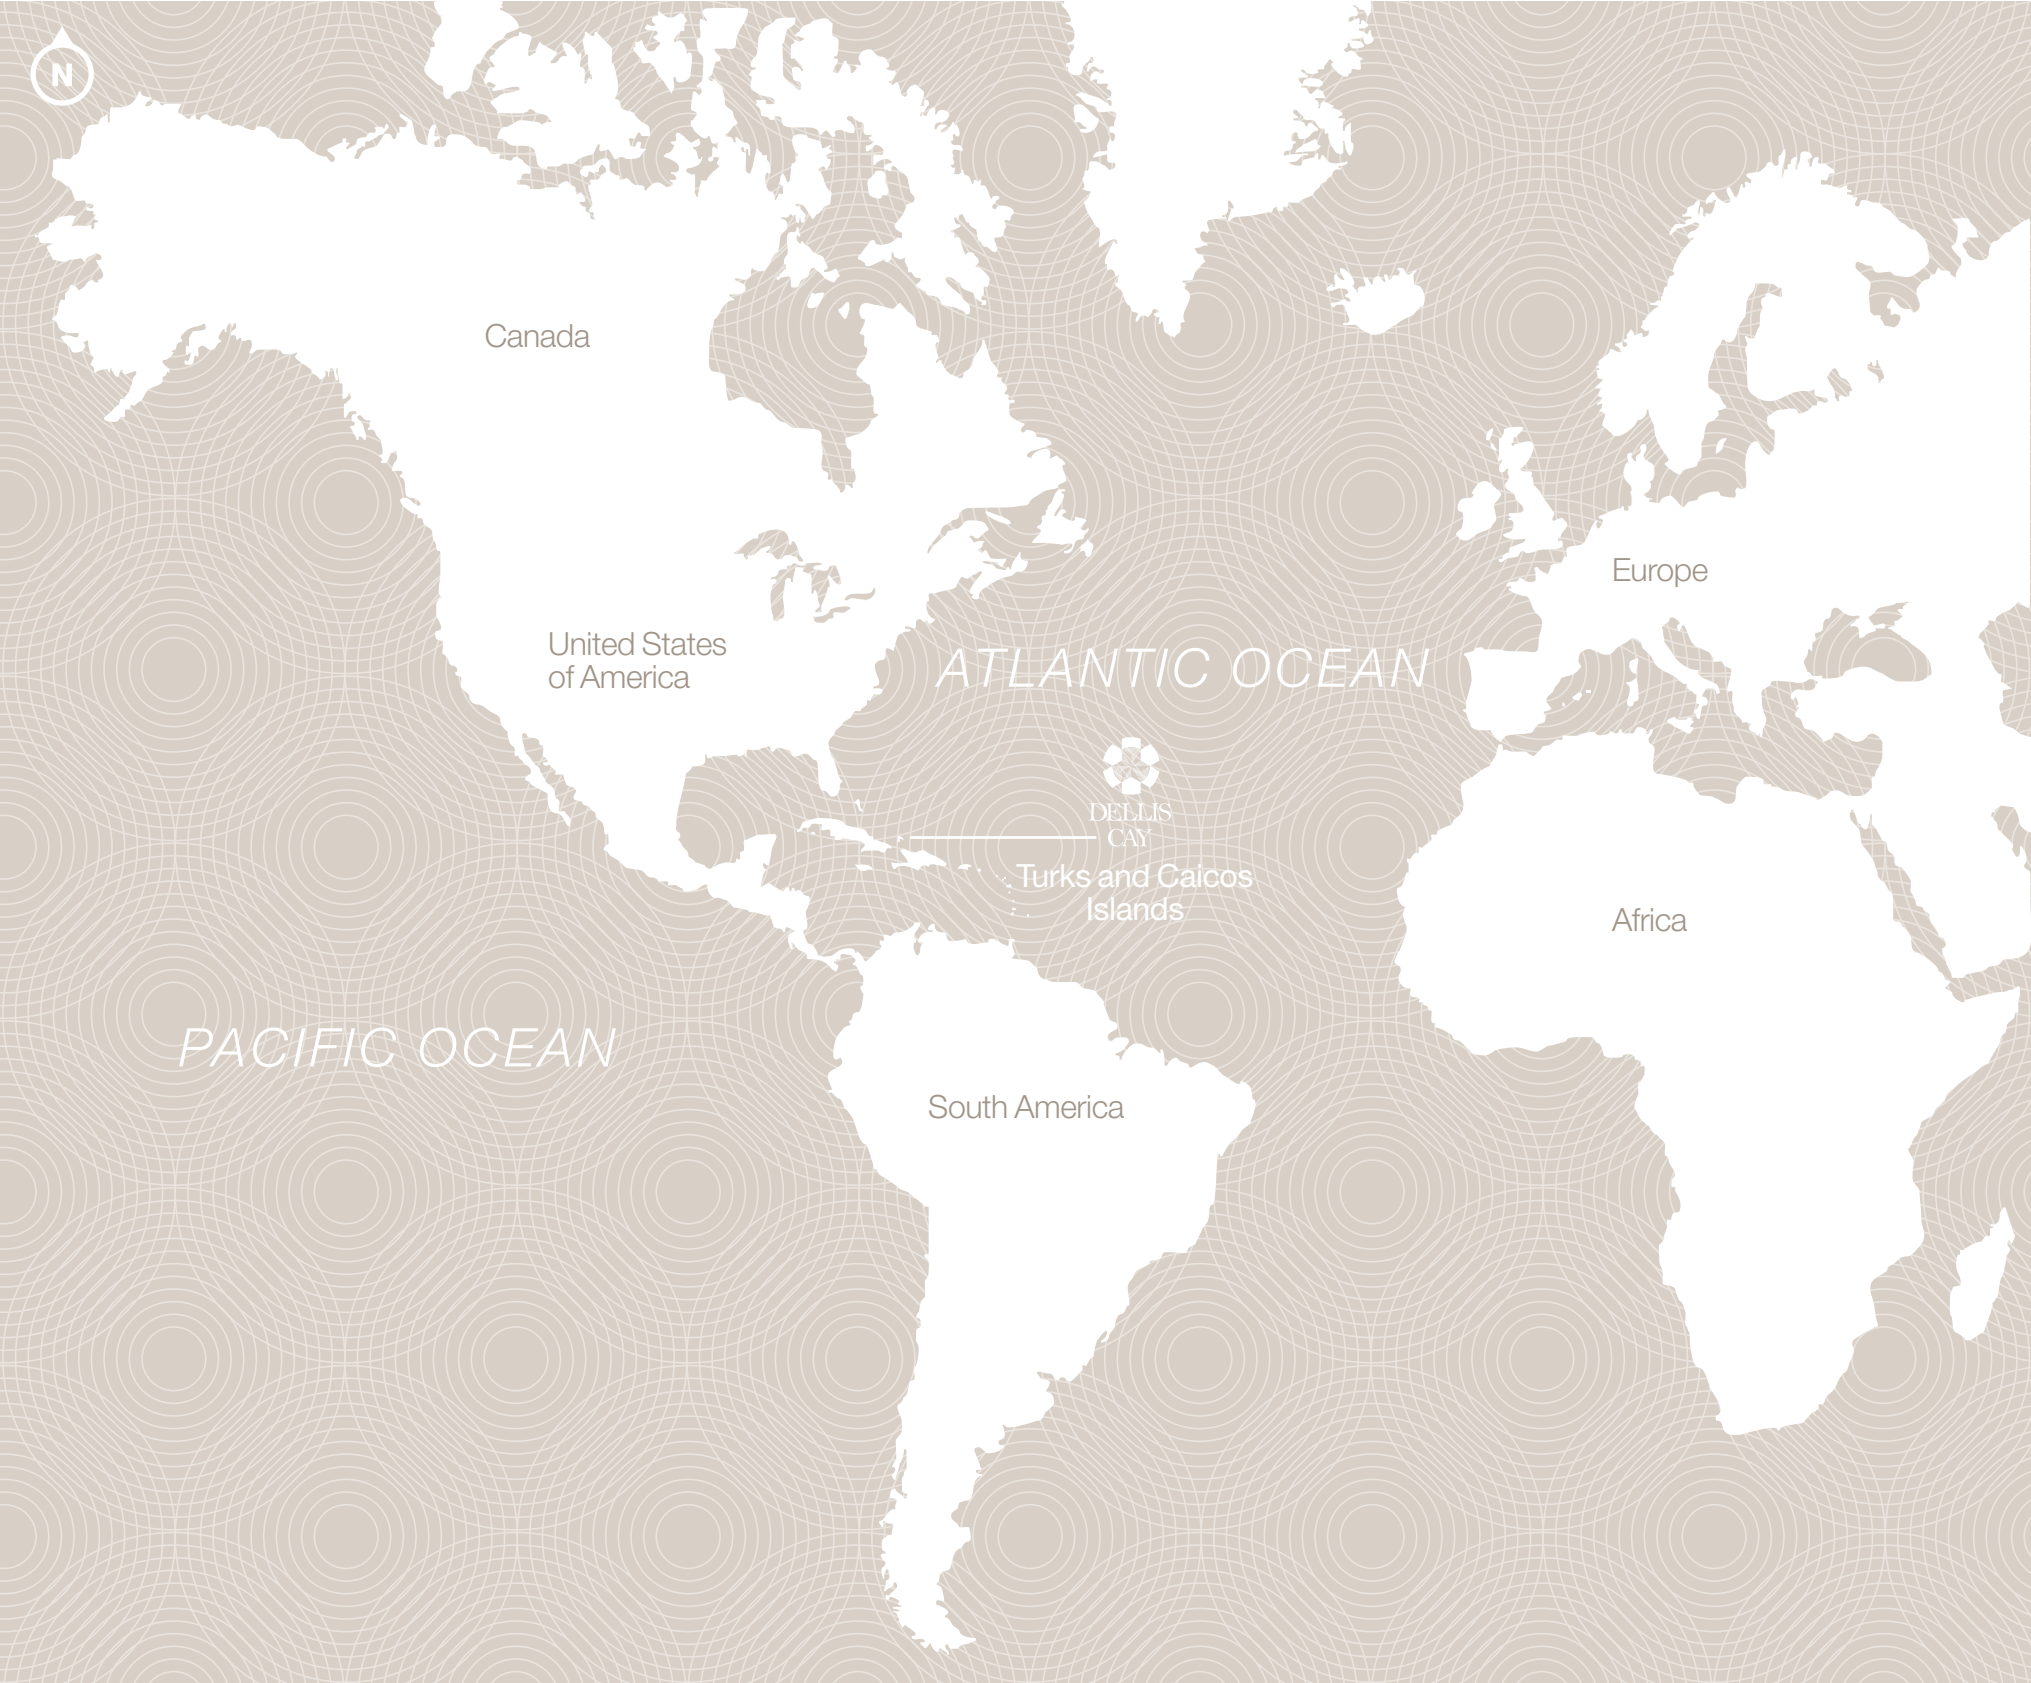 N
Canada
Europe
United States
of America
ATLANTIC OCEAN
DELLIS
CAY
Turks and Caicos
Islands
Africa
PACIFIC OCEAN
South America